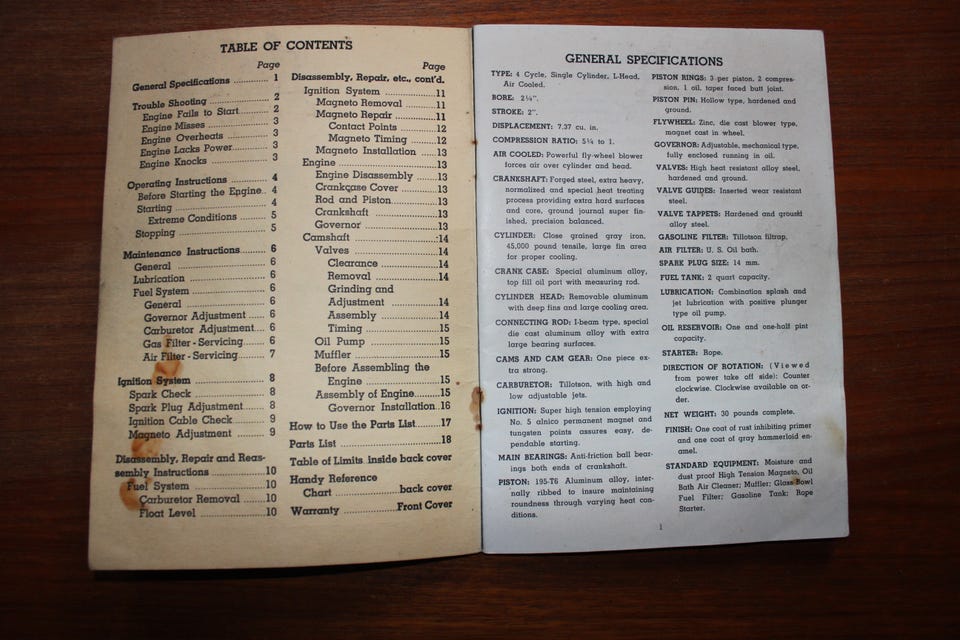 TABLE OF CONTENTS
Page
General Specifications ............ 1
Trouble Shooting ............ 2
Engine Fails to Start ............ 2
Engine Misses ............ 3
Engine Overheats ............ 3
Engine Lacks Power ............ 3
Engine Knocks ............ 3
Operating Instructions ............ 4
Before Starting the Engine.. 4
Starting ............ 4
Extreme Conditions ............ 5
Stopping ............ 5
Maintenance Instructions ............ 6
General ............ 6
Lubrication ............ 6
Fuel System ............ 6
General ............ 6
Governor Adjustment ............ 6
Carburetor Adjustment.... 6
Gas Filter - Servicing ............ 6
Air Filter - Servicing ............ 7
Ignition System ............ 8
Spark Check ............ 8
Spark Plug Adjustment ............ 8
Ignition Cable Check ............ 9
Magneto Adjustment ............ 9
Disassembly, Repair and Reas-
sembly Instructions ............ 10
Fuel System ............ 10
Carburetor Removal ............ 10
Float Level ............ 10
Page
Disassembly, Repair, etc., cont'd.
Ignition System ............ 11
Magneto Removal ............ 11
Magneto Repair ............ 11
Contact Points ............ 12
Magneto Timing ............ 12
Magneto Installation ............ 13
Engine ............ 13
Engine Disassembly ............ 13
Crankcase Cover ............ 13
Rod and Piston ............ 13
Crankshaft ............ 13
Governor ............ 13
Camshaft ............ 14
Valves ............ 14
Clearance ............ 14
Removal ............ 14
Grinding and
Adjustment ............ 14
Assembly ............ 14
Timing ............ 15
Oil Pump ............ 15
Muffler ............ 15
Before Assembling the
Engine ............ 15
Assembly of Engine ............ 15
Governor Installation..16
How to Use the Parts List ............ 17
Parts List ............ 18
Table of Limits inside back cover
Handy Reference
Chart ............ back cover
Warranty ............ Front Cover
GENERAL SPECIFICATIONS
TYPE: 4 Cycle, Single Cylinder, L-Head,
Air Cooled.
BORE: 2⅛".
STROKE: 2".
DISPLACEMENT: 7.37 cu. in.
COMPRESSION RATIO: 5¼ to 1.
AIR COOLED: Powerful fly-wheel blower
forces air over cylinder and head.
CRANKSHAFT: Forged steel, extra heavy,
normalized and special heat treating
process providing extra hard surfaces
and core, ground journal super fin-
ished, precision balanced.
CYLINDER: Close grained gray iron,
45,000 pound tensile, large fin area
for proper cooling.
CRANK CASE: Special aluminum alloy,
top fill oil port with measuring rod.
CYLINDER HEAD: Removable aluminum
with deep fins and large cooling area.
CONNECTING ROD: I-beam type, special
die cast aluminum alloy with extra
large bearing surfaces.
CAMS AND CAM GEAR: One piece ex-
tra strong.
CARBURETOR: Tillotson, with high and
low adjustable jets.
IGNITION: Super high tension employing
No. 5 alnico permanent magnet and
tungsten points assures easy, de-
pendable starting.
MAIN BEARINGS: Anti-friction ball bear-
ings both ends of crankshaft.
PISTON: 195-T6 Aluminum alloy, inter-
nally ribbed to insure maintaining
roundness through varying heat con-
ditions.
PISTON RINGS: 3 per piston, 2 compres-
sion, 1 oil, taper faced butt joint.
PISTON PIN: Hollow type, hardened and
ground.
FLYWHEEL: Zinc, die cast blower type,
magnet cast in wheel.
GOVERNOR: Adjustable, mechanical type,
fully enclosed running in oil.
VALVES: High heat resistant alloy steel,
hardened and ground.
VALVE GUIDES: Inserted wear resistant
steel.
VALVE TAPPETS: Hardened and ground
alloy steel.
GASOLINE FILTER: Tillotson filtrap.
AIR FILTER: U. S. Oil bath.
SPARK PLUG SIZE: 14 mm.
FUEL TANK: 2 quart capacity.
LUBRICATION: Combination splash and
jet lubrication with positive plunger
type oil pump.
OIL RESERVOIR: One and one-half pint
capacity.
STARTER: Rope.
DIRECTION OF ROTATION: (Viewed
from power take off side): Counter
clockwise. Clockwise available on or-
der.
NET WEIGHT: 30 pounds complete.
FINISH: One coat of rust inhibiting primer
and one coat of gray hammerloid en-
amel.
STANDARD EQUIPMENT: Moisture and
dust proof High Tension Magneto, Oil
Bath Air Cleaner; Muffler; Glass Bowl
Fuel Filter; Gasoline Tank; Rope
Starter.
1